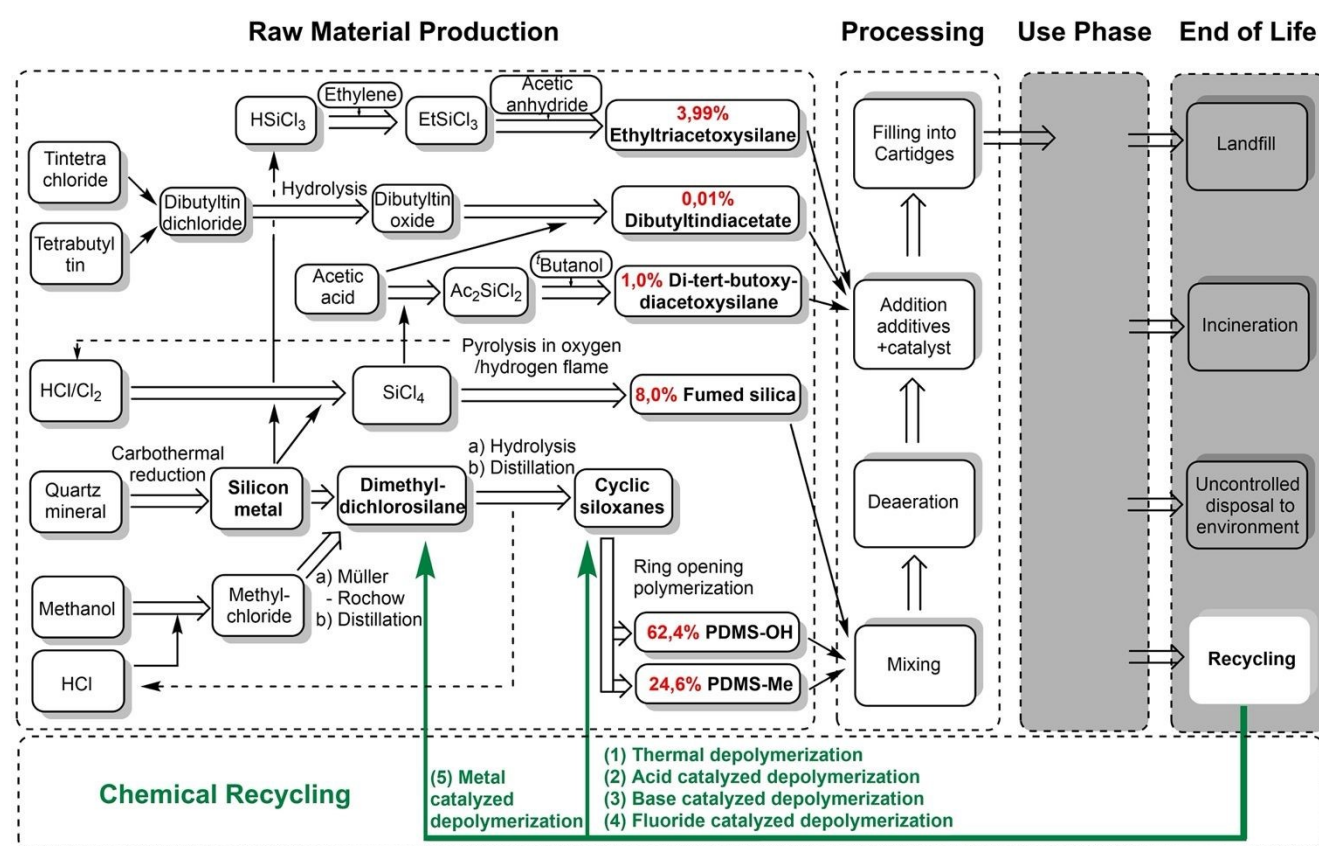 Raw Material Production
Processing
Use Phase
End of Life
HSiCl3
Ethylene
EtSiCl3
Acetic
anhydride
3,99%
Ethyltriacetoxysilane
Tintetra
chloride
Tetrabutyl
tin
Dibutyltin
dichloride
Hydrolysis
Dibutyltin
oxide
0,01%
Dibutyltindiacetate
Acetic
acid
Ac2SiCl2
tButanol
1,0% Di-tert-butoxy-
diacetoxysilane
HCl/Cl2
SiCl4
Pyrolysis in oxygen
/hydrogen flame
8,0% Fumed silica
Quartz
mineral
Carbothermal
reduction
Silicon
metal
Dimethyl-
dichlorosilane
a) Hydrolysis
b) Distillation
Cyclic
siloxanes
Methanol
HCl
Methyl-
chloride
a) Müller
- Rochow
b) Distillation
Ring opening
polymerization
62,4% PDMS-OH
24,6% PDMS-Me
Filling into
Cartidges
Addition
additives
+catalyst
Deaeration
Mixing
Landfill
Incineration
Uncontrolled
disposal to
environment
Recycling
Chemical Recycling
(5) Metal
catalyzed
depolymerization
(1) Thermal depolymerization
(2) Acid catalyzed depolymerization
(3) Base catalyzed depolymerization
(4) Fluoride catalyzed depolymerization